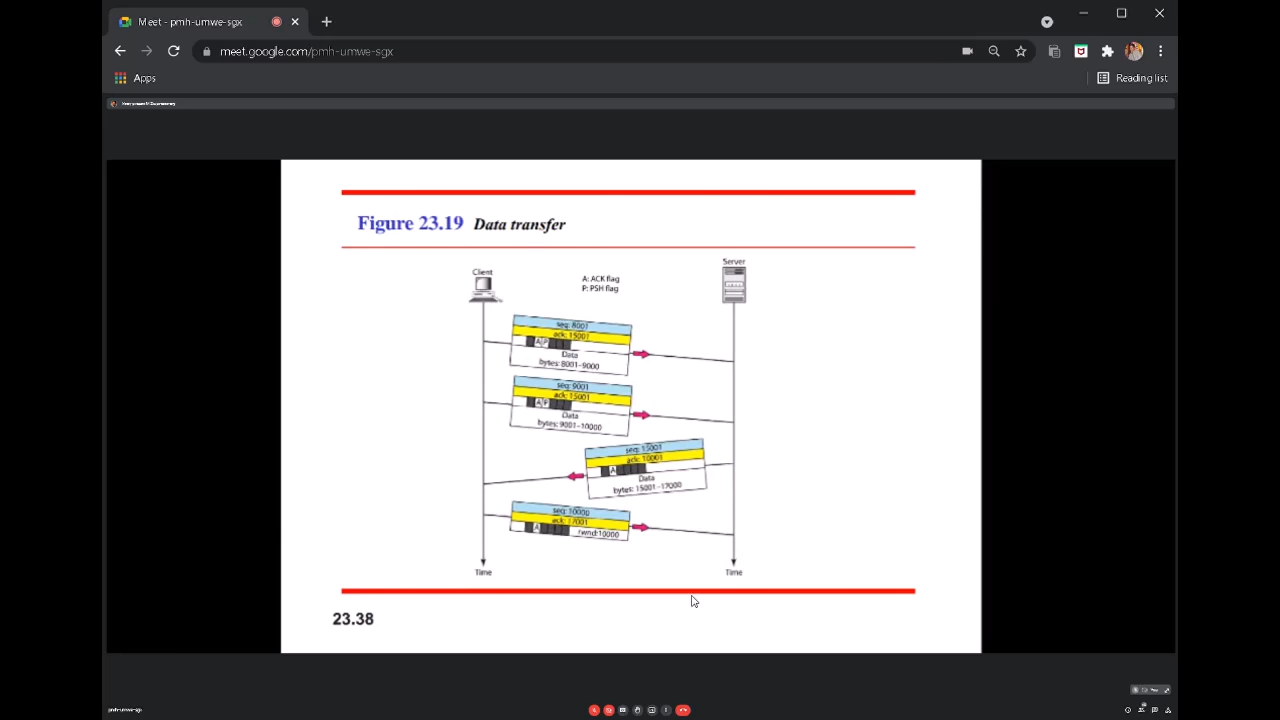 Meet - pmh-umwe-sgx
meet.google.com/pmh-umwe-sgx
Apps
Reading list
Figure 23.19 Data transfer
Client
Server
A: ACK flag
P: PSH flag
seq: 8001
ack: 15001
A P
Data
bytes: 8001–9000
seq: 9001
ack: 15001
A P
Data
bytes: 9001–10000
seq: 15001
ack: 10001
A
Data
bytes: 15001–17000
seq: 10000
ack: 17001
A
rwnd:10000
Time
Time
23.38
pmh-umwe-sgx